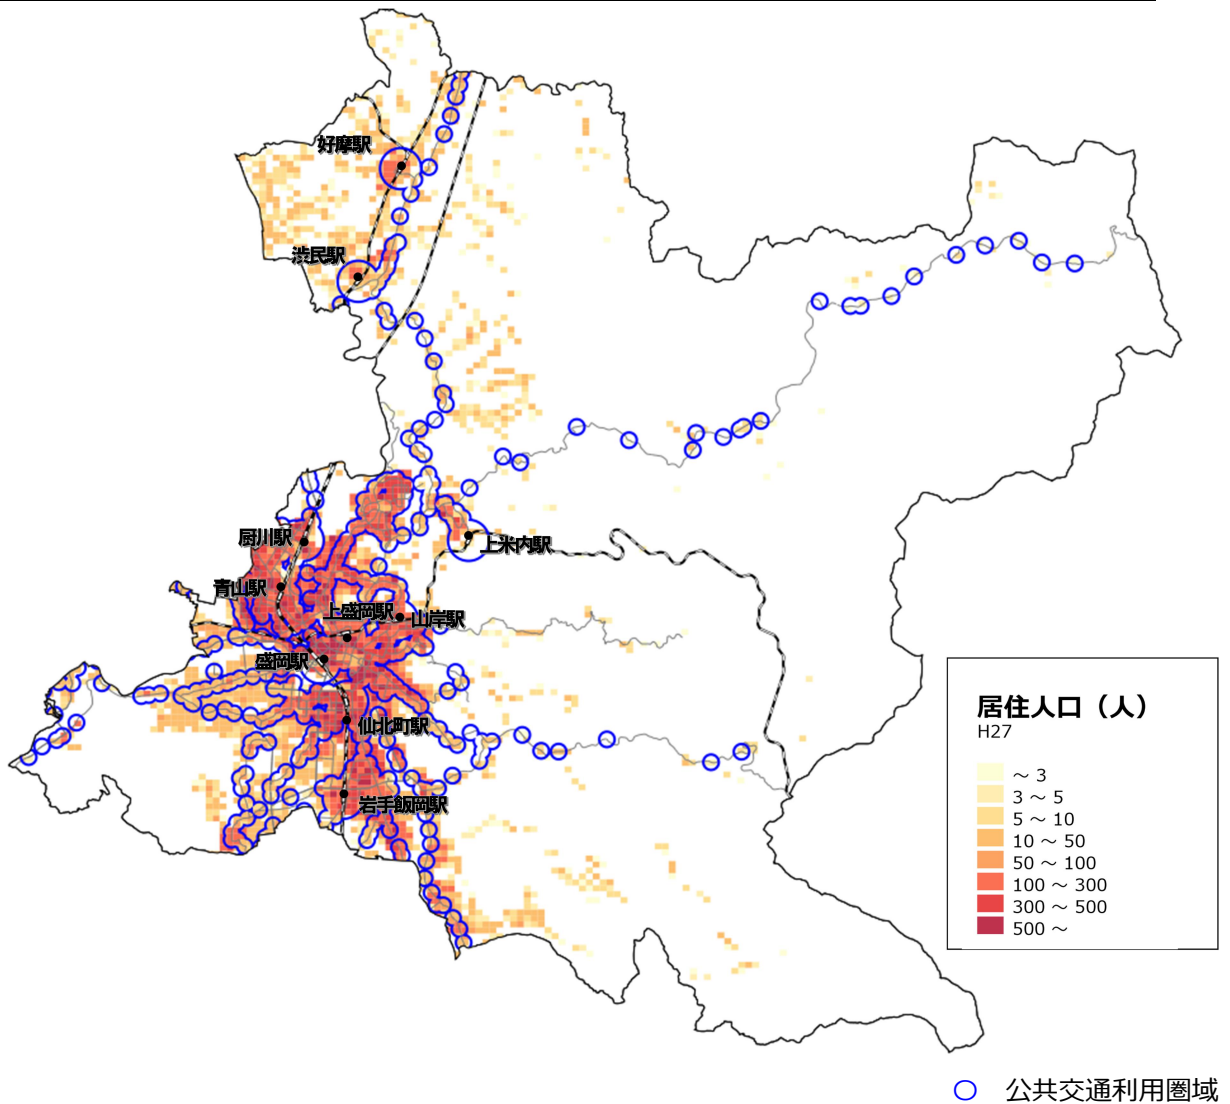 好摩駅
渋民駅
厨川駅
上米内駅
青山駅
上盛岡駅
山岸駅
盛岡駅
仙北町駅
岩手飯岡駅
居住人口（人）
H27
～ 3
3 ～ 5
5 ～ 10
10 ～ 50
50 ～ 100
100 ～ 300
300 ～ 500
500 ～
公共交通利用圏域